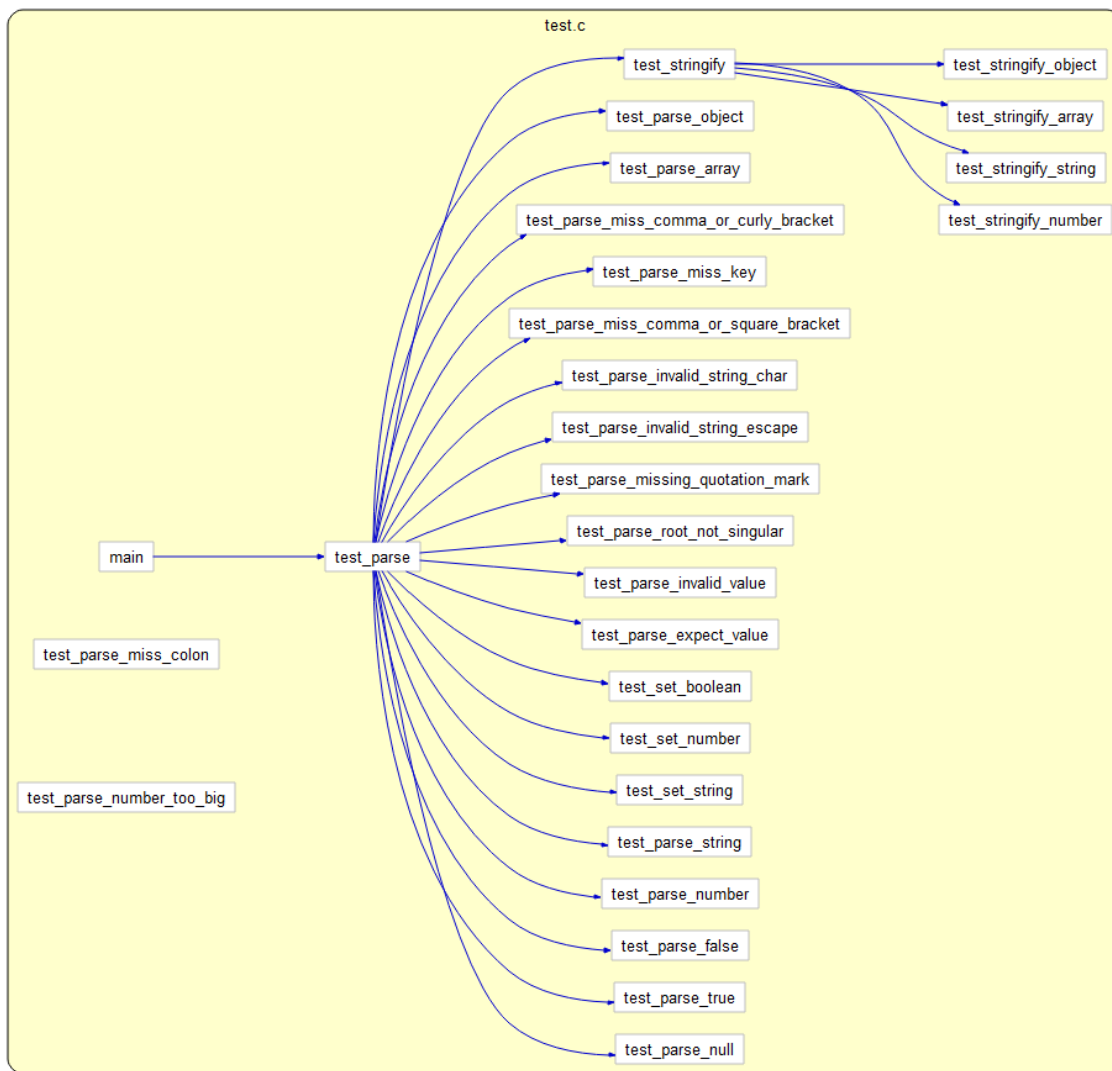 test.c
test_stringify
test_stringify_object
test_parse_object
test_stringify_array
test_parse_array
test_stringify_string
test_parse_miss_comma_or_curly_bracket
test_stringify_number
test_parse_miss_key
test_parse_miss_comma_or_square_bracket
test_parse_invalid_string_char
test_parse_invalid_string_escape
test_parse_missing_quotation_mark
test_parse_root_not_singular
main
test_parse
test_parse_invalid_value
test_parse_expect_value
test_parse_miss_colon
test_set_boolean
test_set_number
test_set_string
test_parse_number_too_big
test_parse_string
test_parse_number
test_parse_false
test_parse_true
test_parse_null